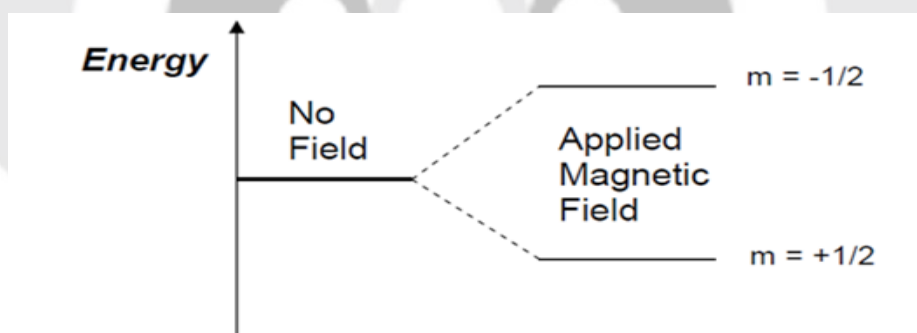 Energy
No
Field
m = -1/2
Applied
Magnetic
Field
m = +1/2